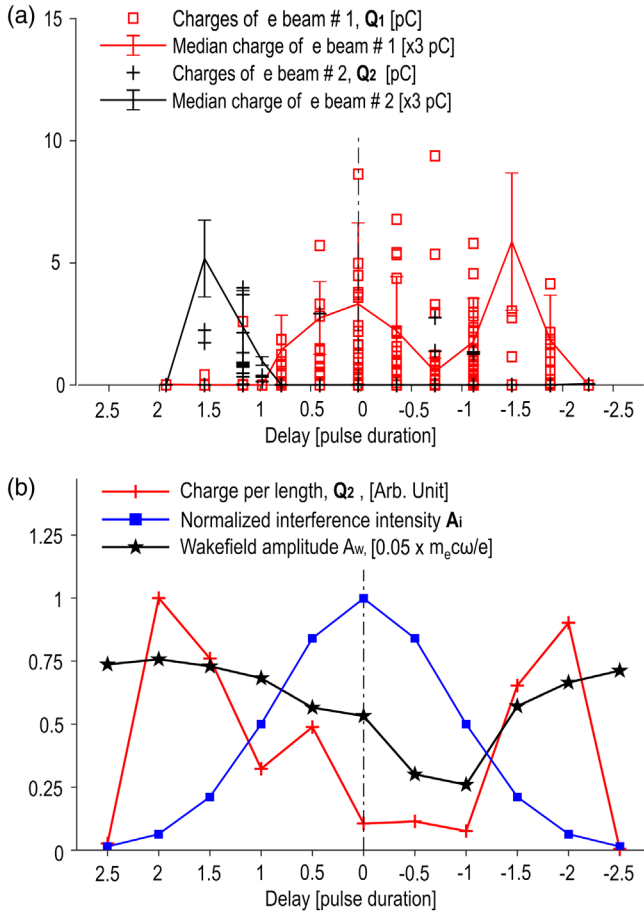 (a)
15
10
5
0
Charges of e beam # 1, Q1 [pC]
Median charge of e beam # 1 [x3 pC]
Charges of e beam # 2, Q2 [pC]
Median charge of e beam # 2 [x3 pC]
2.5 2 1.5 1 0.5 0 -0.5 -1 -1.5 -2 -2.5
Delay [pulse duration]
(b)
Charge per length, Q2 , [Arb. Unit]
Normalized interference intensity Ai
Wakefield amplitude Aw, [0.05 x mecω/e]
1.25
1
0.75
0.5
0.25
0
2.5 2 1.5 1 0.5 0 -0.5 -1 -1.5 -2 -2.5
Delay [pulse duration]